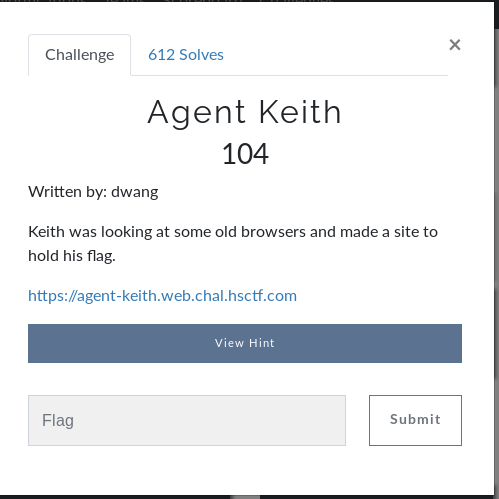 Challenge
612 Solves
×
Agent Keith
104
Written by: dwang
Keith was looking at some old browsers and made a site to
hold his flag.
https://agent-keith.web.chal.hsctf.com
View Hint
Flag
Submit